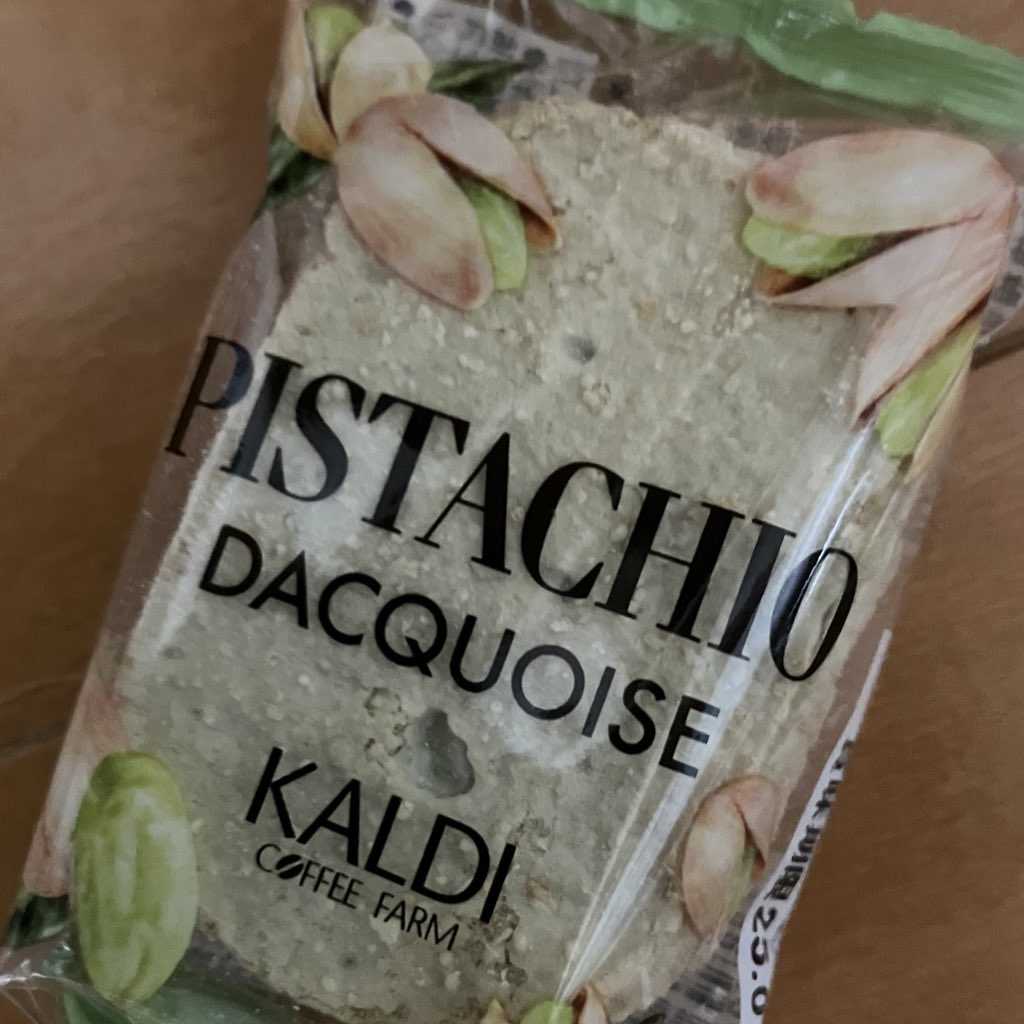 PISTACHIO
DACQUOISE
KALDI
COFFEE FARM